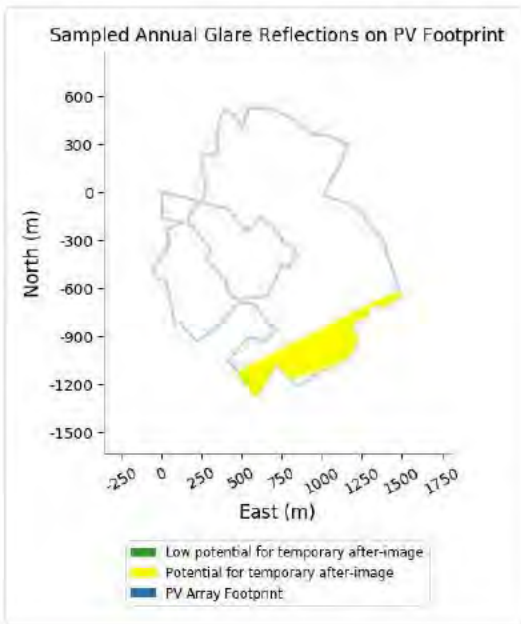 Sampled Annual Glare Reflections on PV Footprint
600
300
0
-300
-600
-900
-1200
-1500
North (m)
-250 0 250 500 750 1000 1250 1500 1750
East (m)
Low potential for temporary after-image
Potential for temporary after-image
PV Array Footprint